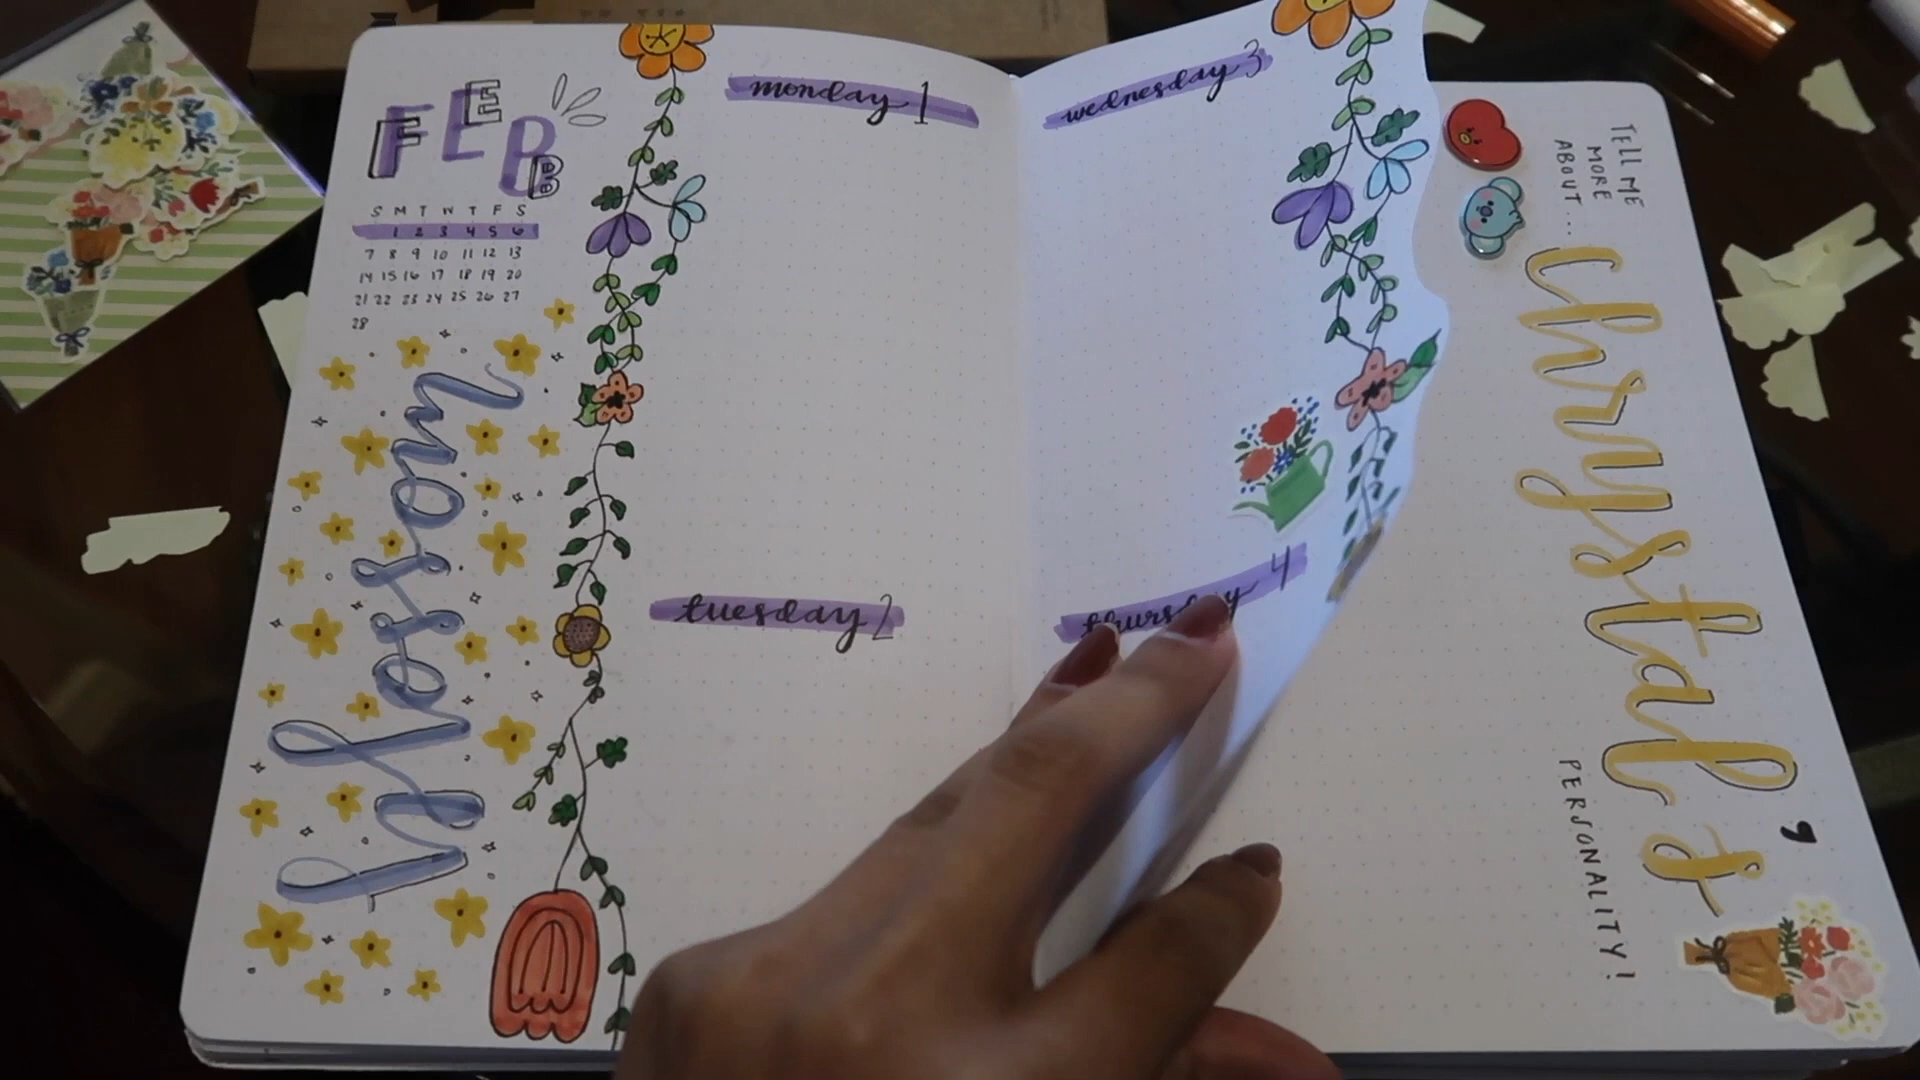 FEB
S M T W T F S
1 2 3 4 5 6
7 8 9 10 11 12 13
14 15 16 17 18 19 20
21 22 23 24 25 26 27
28
blossom
monday 1
tuesday 2
wednesday 3
thursday 4
TELL ME
MORE
ABOUT...
chrystal's
PERSONALITY!